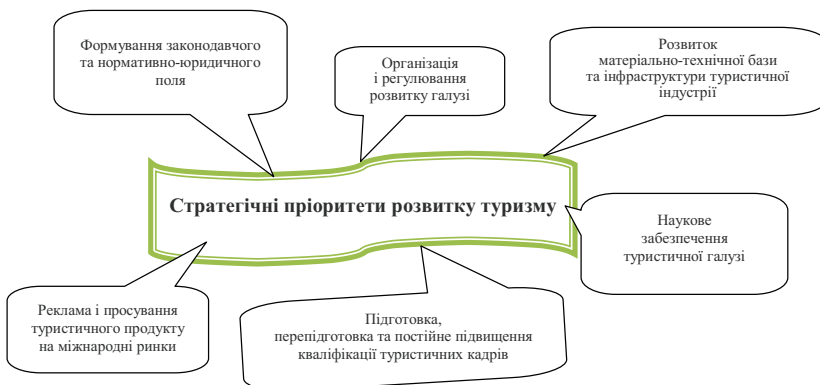 Формування законодавчого
та нормативно-юридичного
поля
Організація
і регулювання
розвитку галузі
Розвиток
матеріально-технічної бази
та інфраструктури туристичної
індустрії
Стратегічні пріоритети розвитку туризму
Наукове
забезпечення
туристичної галузі
Реклама і просування
туристичного продукту
на міжнародні ринки
Підготовка,
перепідготовка та постійне підвищення
кваліфікації туристичних кадрів